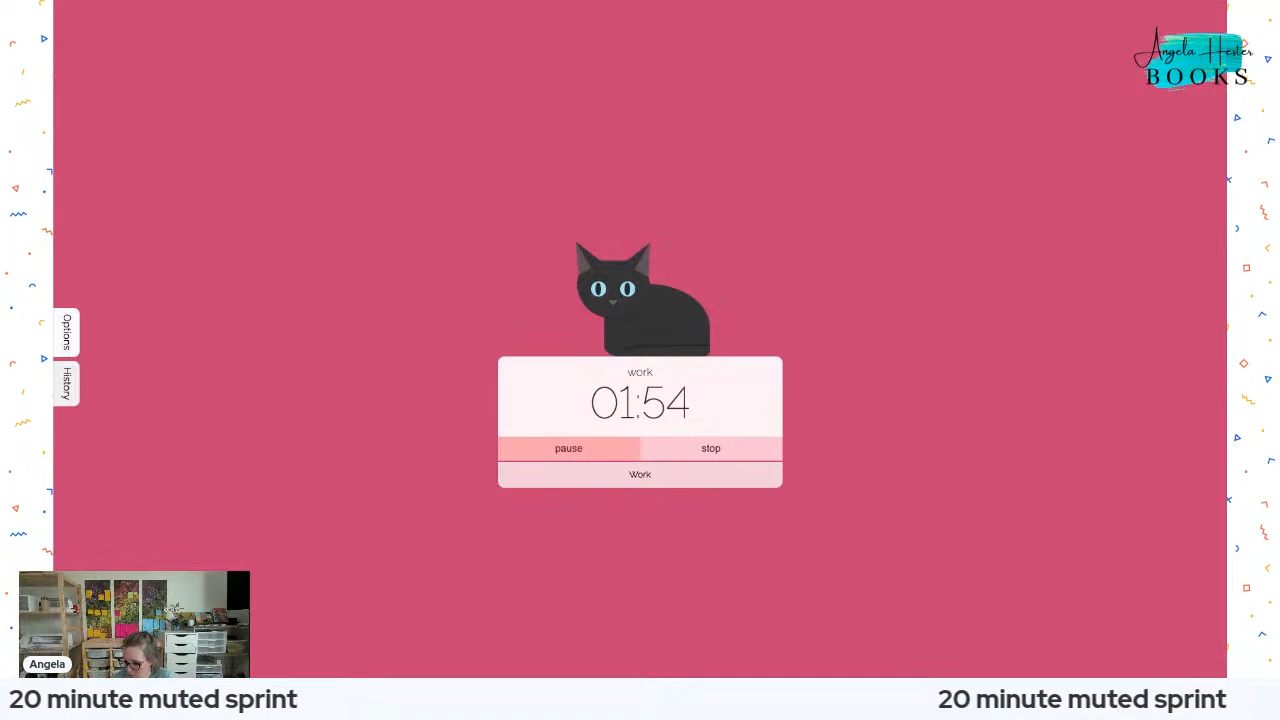 Angela Hester
BOOKS
Options
History
work
01:54
pause
stop
Work
Angela
20 minute muted sprint
20 minute muted sprint